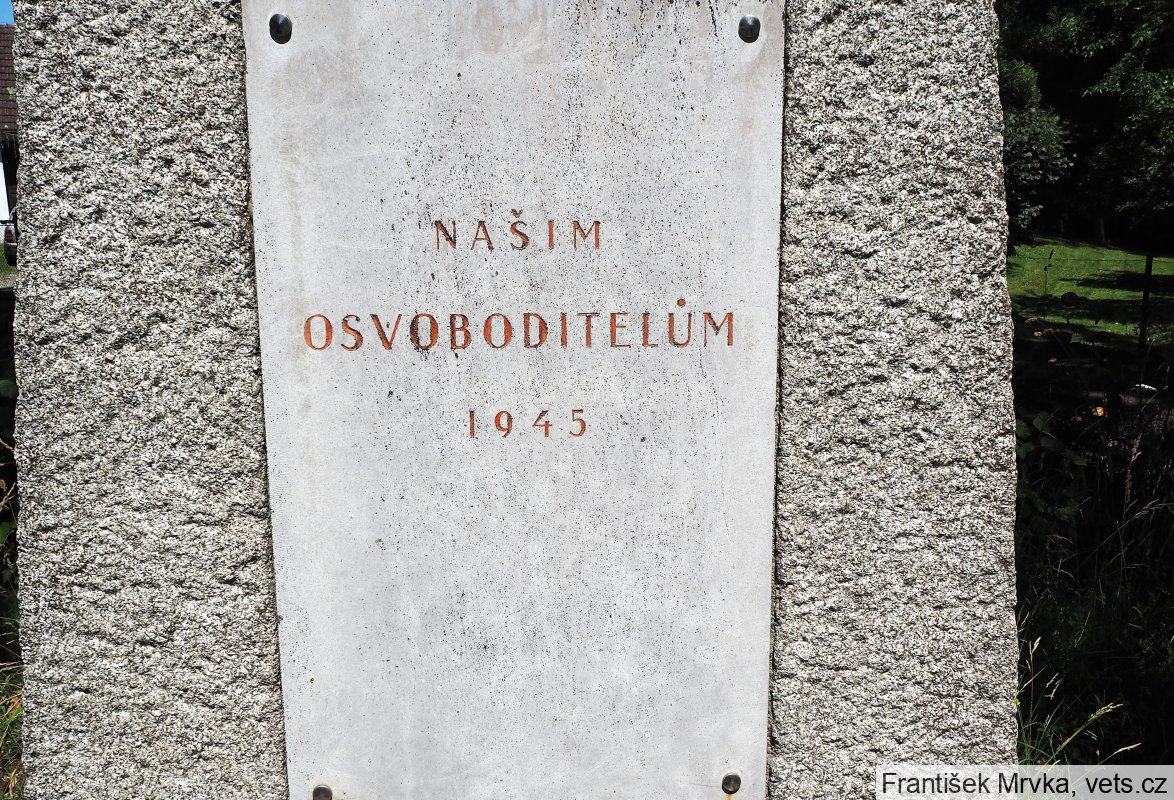 NAŠIM
OSVOBODITELŮM
1945
František Mrvka, vets.cz